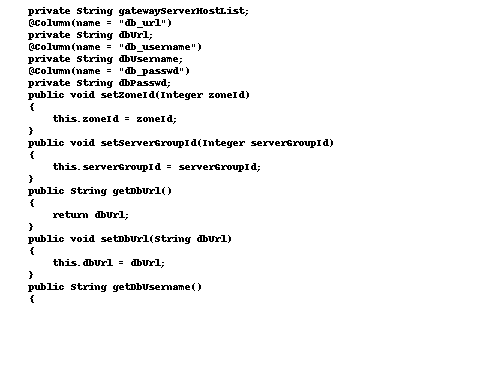 private String gatewayServerHostList;
@Column(name = "db_url")
private String dbUrl;
@Column(name = "db_username")
private String dbUsername;
@Column(name = "db_passwd")
private String dbPasswd;
public void setZoneId(Integer zoneId)
{
this.zoneId = zoneId;
}
public void setServerGroupId(Integer serverGroupId)
{
this.serverGroupId = serverGroupId;
}
public String getDbUrl()
{
return dbUrl;
}
public void setDbUrl(String dbUrl)
{
this.dbUrl = dbUrl;
}
public String getDbUsername()
{